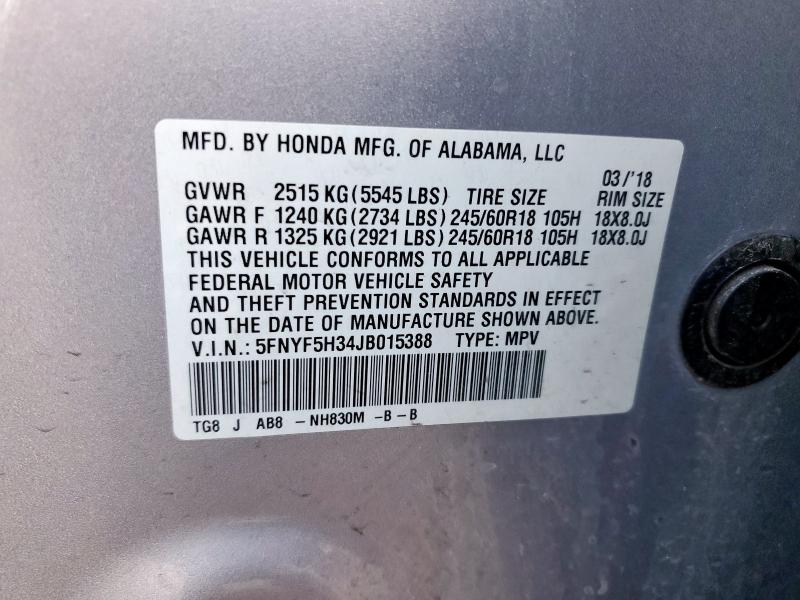 MFD. BY HONDA MFG. OF ALABAMA, LLC
03/'18
GVWR 2515 KG (5545 LBS) TIRE SIZE RIM SIZE
GAWR F 1240 KG (2734 LBS) 245/60R18 105H 18X8.0J
GAWR R 1325 KG (2921 LBS) 245/60R18 105H 18X8.0J
THIS VEHICLE CONFORMS TO ALL APPLICABLE
FEDERAL MOTOR VEHICLE SAFETY
AND THEFT PREVENTION STANDARDS IN EFFECT
ON THE DATE OF MANUFACTURE SHOWN ABOVE.
V.I.N.: 5FNYF5H34JB015388 TYPE: MPV
TG8 J AB8 - NH830M -B-B